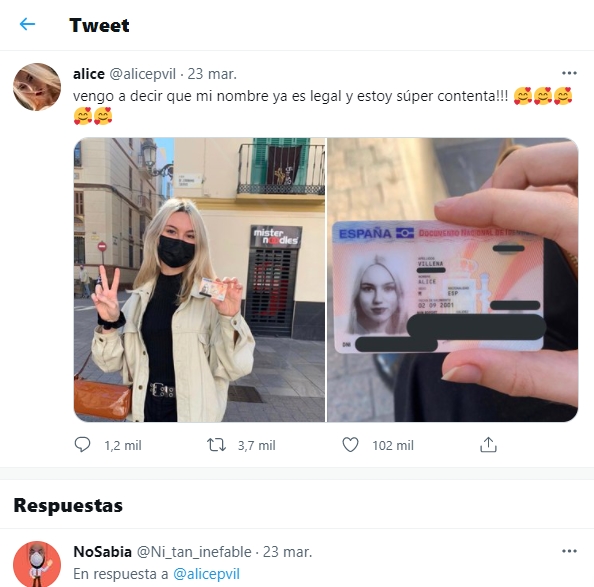 Tweet
alice @alicepvil · 23 mar.
vengo a decir que mi nombre ya es legal y estoy súper contenta!!! 🥰🥰🥰
🥰🥰
mister
noodles
ESPAÑA
VILLENA
ALICE
ESP
02 09 2001
DNI
1,2 mil
3,7 mil
102 mil
Respuestas
NoSabia @Ni_tan_inefable · 23 mar.
En respuesta a @alicepvil